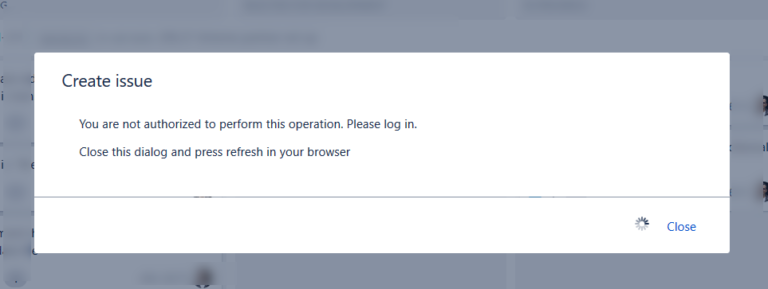 Create issue
You are not authorized to perform this operation. Please log in.
Close this dialog and press refresh in your browser
Close